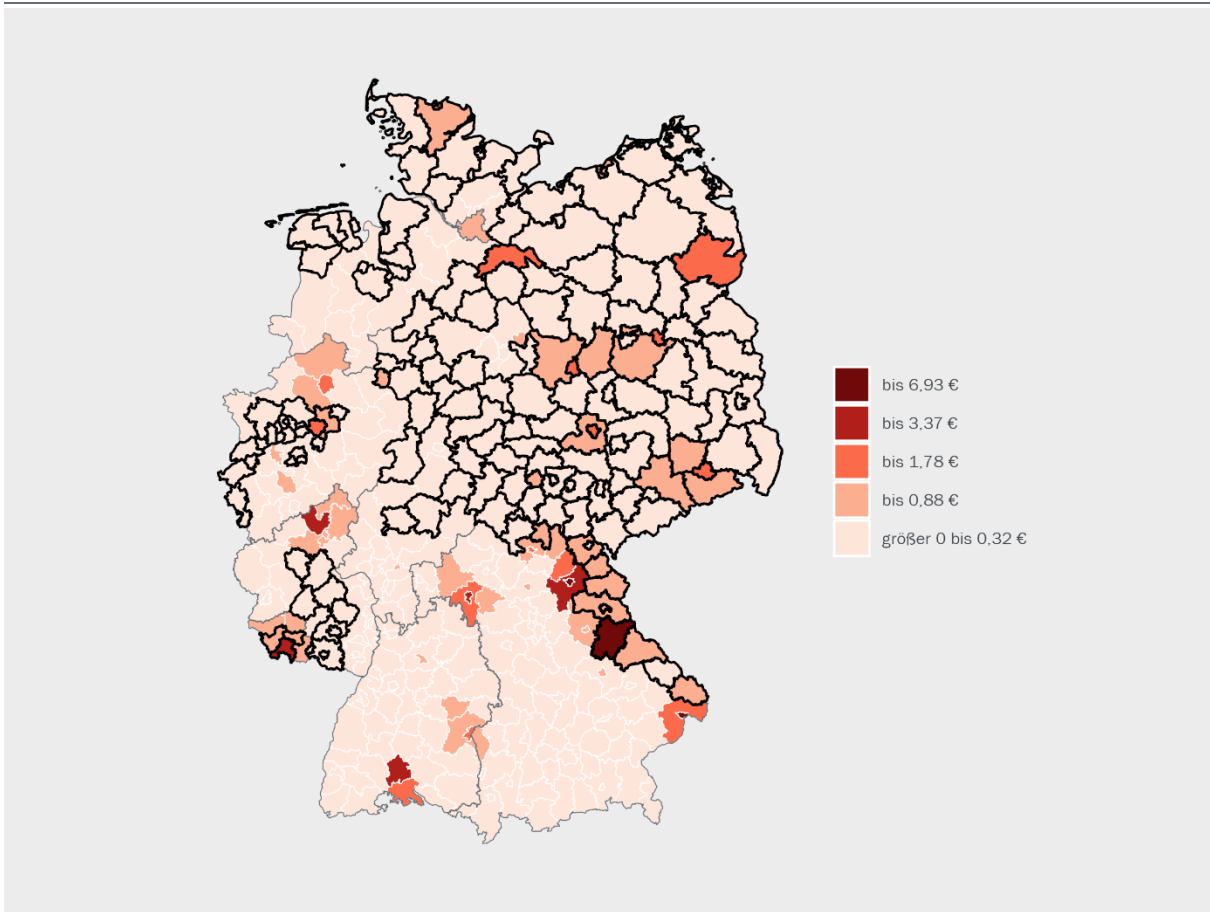 bis 6,93 €
bis 3,37 €
bis 1,78 €
bis 0,88 €
größer 0 bis 0,32 €